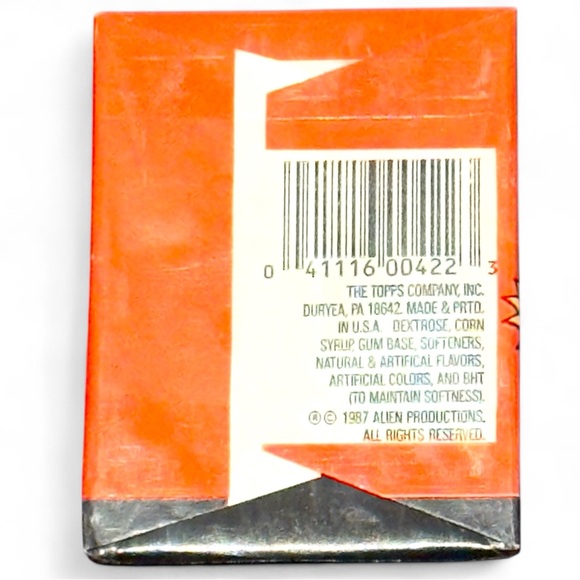 0 41116 00422 3
THE TOPPS COMPANY, INC.
DURYEA, PA 18642. MADE & PRTD.
IN U.S.A. DEXTROSE, CORN
SYRUP, GUM BASE, SOFTENERS,
NATURAL & ARTIFICAL FLAVORS,
ARTIFICIAL COLORS, AND BHT
(TO MAINTAIN SOFTNESS).
® © 1987 ALIEN PRODUCTIONS.
ALL RIGHTS RESERVED.